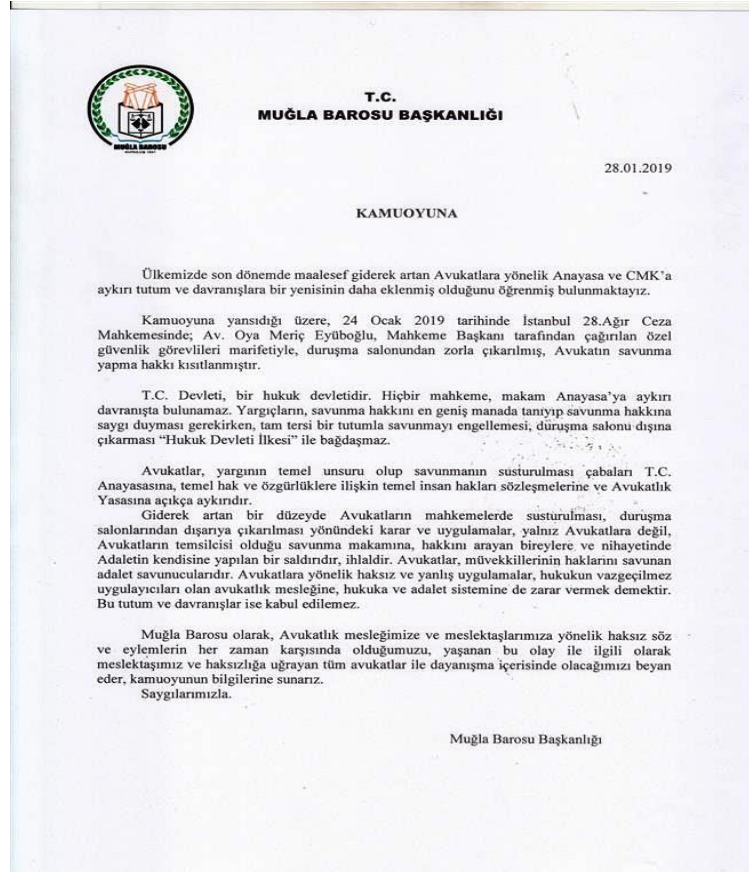 T.C.
MUĞLA BAROSU BAŞKANLIĞI
MUĞLA BAROSU
28.01.2019
KAMUOYUNA
Ülkemizde son dönemde maalesef giderek artan Avukatlara yönelik Anayasa ve CMK'a
aykırı tutum ve davranışlara bir yenisinin daha eklenmiş olduğunu öğrenmiş bulunmaktayız.
Kamuoyuna yansıdığı üzere, 24 Ocak 2019 tarihinde İstanbul 28.Ağır Ceza
Mahkemesinde; Av. Oya Meriç Eyüboğlu, Mahkeme Başkanı tarafından çağırılan özel
güvenlik görevlileri marifetiyle, duruşma salonundan zorla çıkarılmış, Avukatın savunma
yapma hakkı kısıtlanmıştır.
T.C. Devleti, bir hukuk devletidir. Hiçbir mahkeme, makam Anayasa'ya aykırı
davranışta bulunamaz. Yargıçların, savunma hakkını en geniş manada tanıyıp savunma hakkına
saygı duyması gerekirken, tam tersi bir tutumla savunmayı engellemesi, duruşma salonu dışına
çıkarması “Hukuk Devleti İlkesi” ile bağdaşmaz.
Avukatlar, yargının temel unsuru olup savunmanın susturulması çabaları T.C.
Anayasasına, temel hak ve özgürlüklere ilişkin temel insan hakları sözleşmelerine ve Avukatlık
Yasasına açıkça aykırıdır.
Giderek artan bir düzeyde Avukatların mahkemelerde susturulması, duruşma
salonlarından dışarıya çıkarılması yönündeki karar ve uygulamalar, yalnız Avukatlara değil,
Avukatların temsilcisi olduğu savunma makamına, hakkını arayan bireylere ve nihayetinde
Adaletin kendisine yapılan bir saldırıdır, ihlaldir. Avukatlar, müvekkillerinin haklarını savunan
adalet savunucularıdır. Avukatlara yönelik haksız ve yanlış uygulamalar, hukukun vazgeçilmez
uygulayıcıları olan avukatlık mesleğine, hukuka ve adalet sistemine de zarar vermek demektir.
Bu tutum ve davranışlar ise kabul edilemez.
Muğla Barosu olarak, Avukatlık mesleğimize ve meslektaşlarımıza yönelik haksız söz
ve eylemlerin her zaman karşısında olduğumuzu, yaşanan bu olay ile ilgili olarak
meslektaşımız ve haksızlığa uğrayan tüm avukatlar ile dayanışma içerisinde olacağımızı beyan
eder, kamuoyunun bilgilerine sunarız.
Saygılarımızla.
Muğla Barosu Başkanlığı